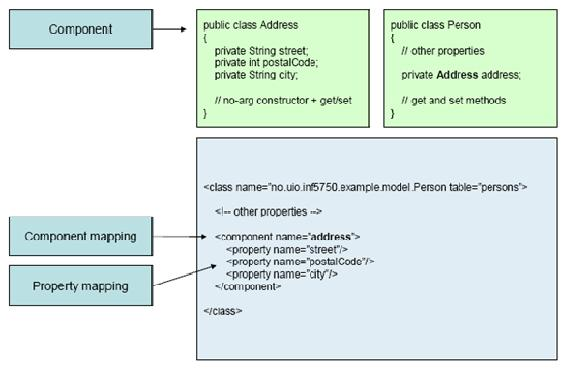 Component
public class Address
{
private String street;
private int postalCode;
private String city;
// no-arg constructor + get/set
}
public class Person
{
// other properties
private Address address;
// get and set methods
}
<class name="no.uio.inf5750.example.model.Person table="persons">
<!-- other properties -->
Component mapping
<component name="address">
<property name="street"/>
<property name="postalCode"/>
<property name="city"/>
</component>
Property mapping
</class>